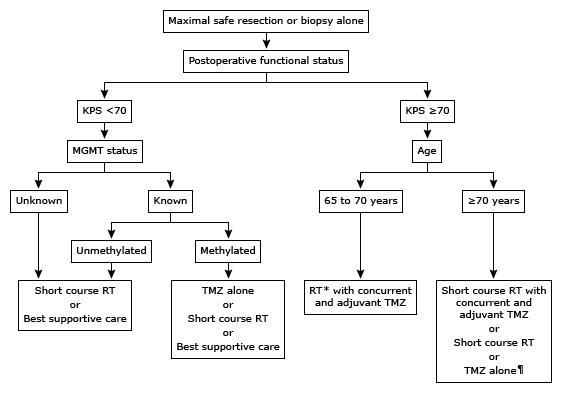 Maximal safe resection or biopsy alone
Postoperative functional status
KPS <70
KPS ≥70
MGMT status
Age
Unknown
Known
65 to 70 years
≥70 years
Unmethylated
Methylated
Short course RT
or
Best supportive care
TMZ alone
or
Short course RT
or
Best supportive care
RT* with concurrent
and adjuvant TMZ
Short course RT with
concurrent and
adjuvant TMZ
or
Short course RT
or
TMZ alone¶